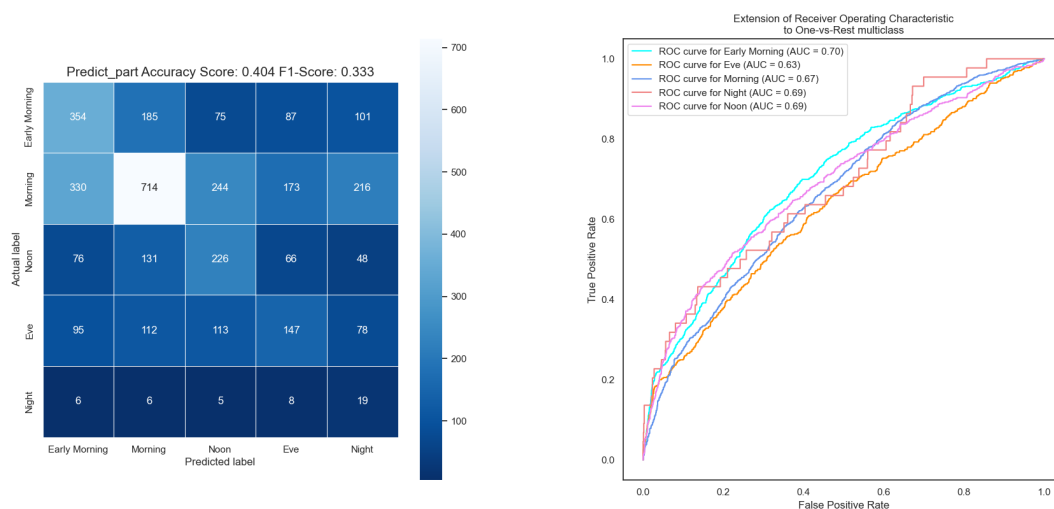 Predict_part Accuracy Score: 0.404 F1-Score: 0.333
Actual label
Early Morning
354 185 75 87 101
Morning
330 714 244 173 216
Noon
76 131 226 66 48
Eve
95 112 113 147 78
Night
6 6 5 8 19
Early Morning Morning Noon Eve Night
Predicted label
700
600
500
400
300
200
100
Extension of Receiver Operating Characteristic
to One-vs-Rest multiclass
ROC curve for Early Morning (AUC = 0.70)
ROC curve for Eve (AUC = 0.63)
ROC curve for Morning (AUC = 0.67)
ROC curve for Night (AUC = 0.69)
ROC curve for Noon (AUC = 0.69)
True Positive Rate
1.0
0.8
0.6
0.4
0.2
0.0
0.0 0.2 0.4 0.6 0.8 1.0
False Positive Rate